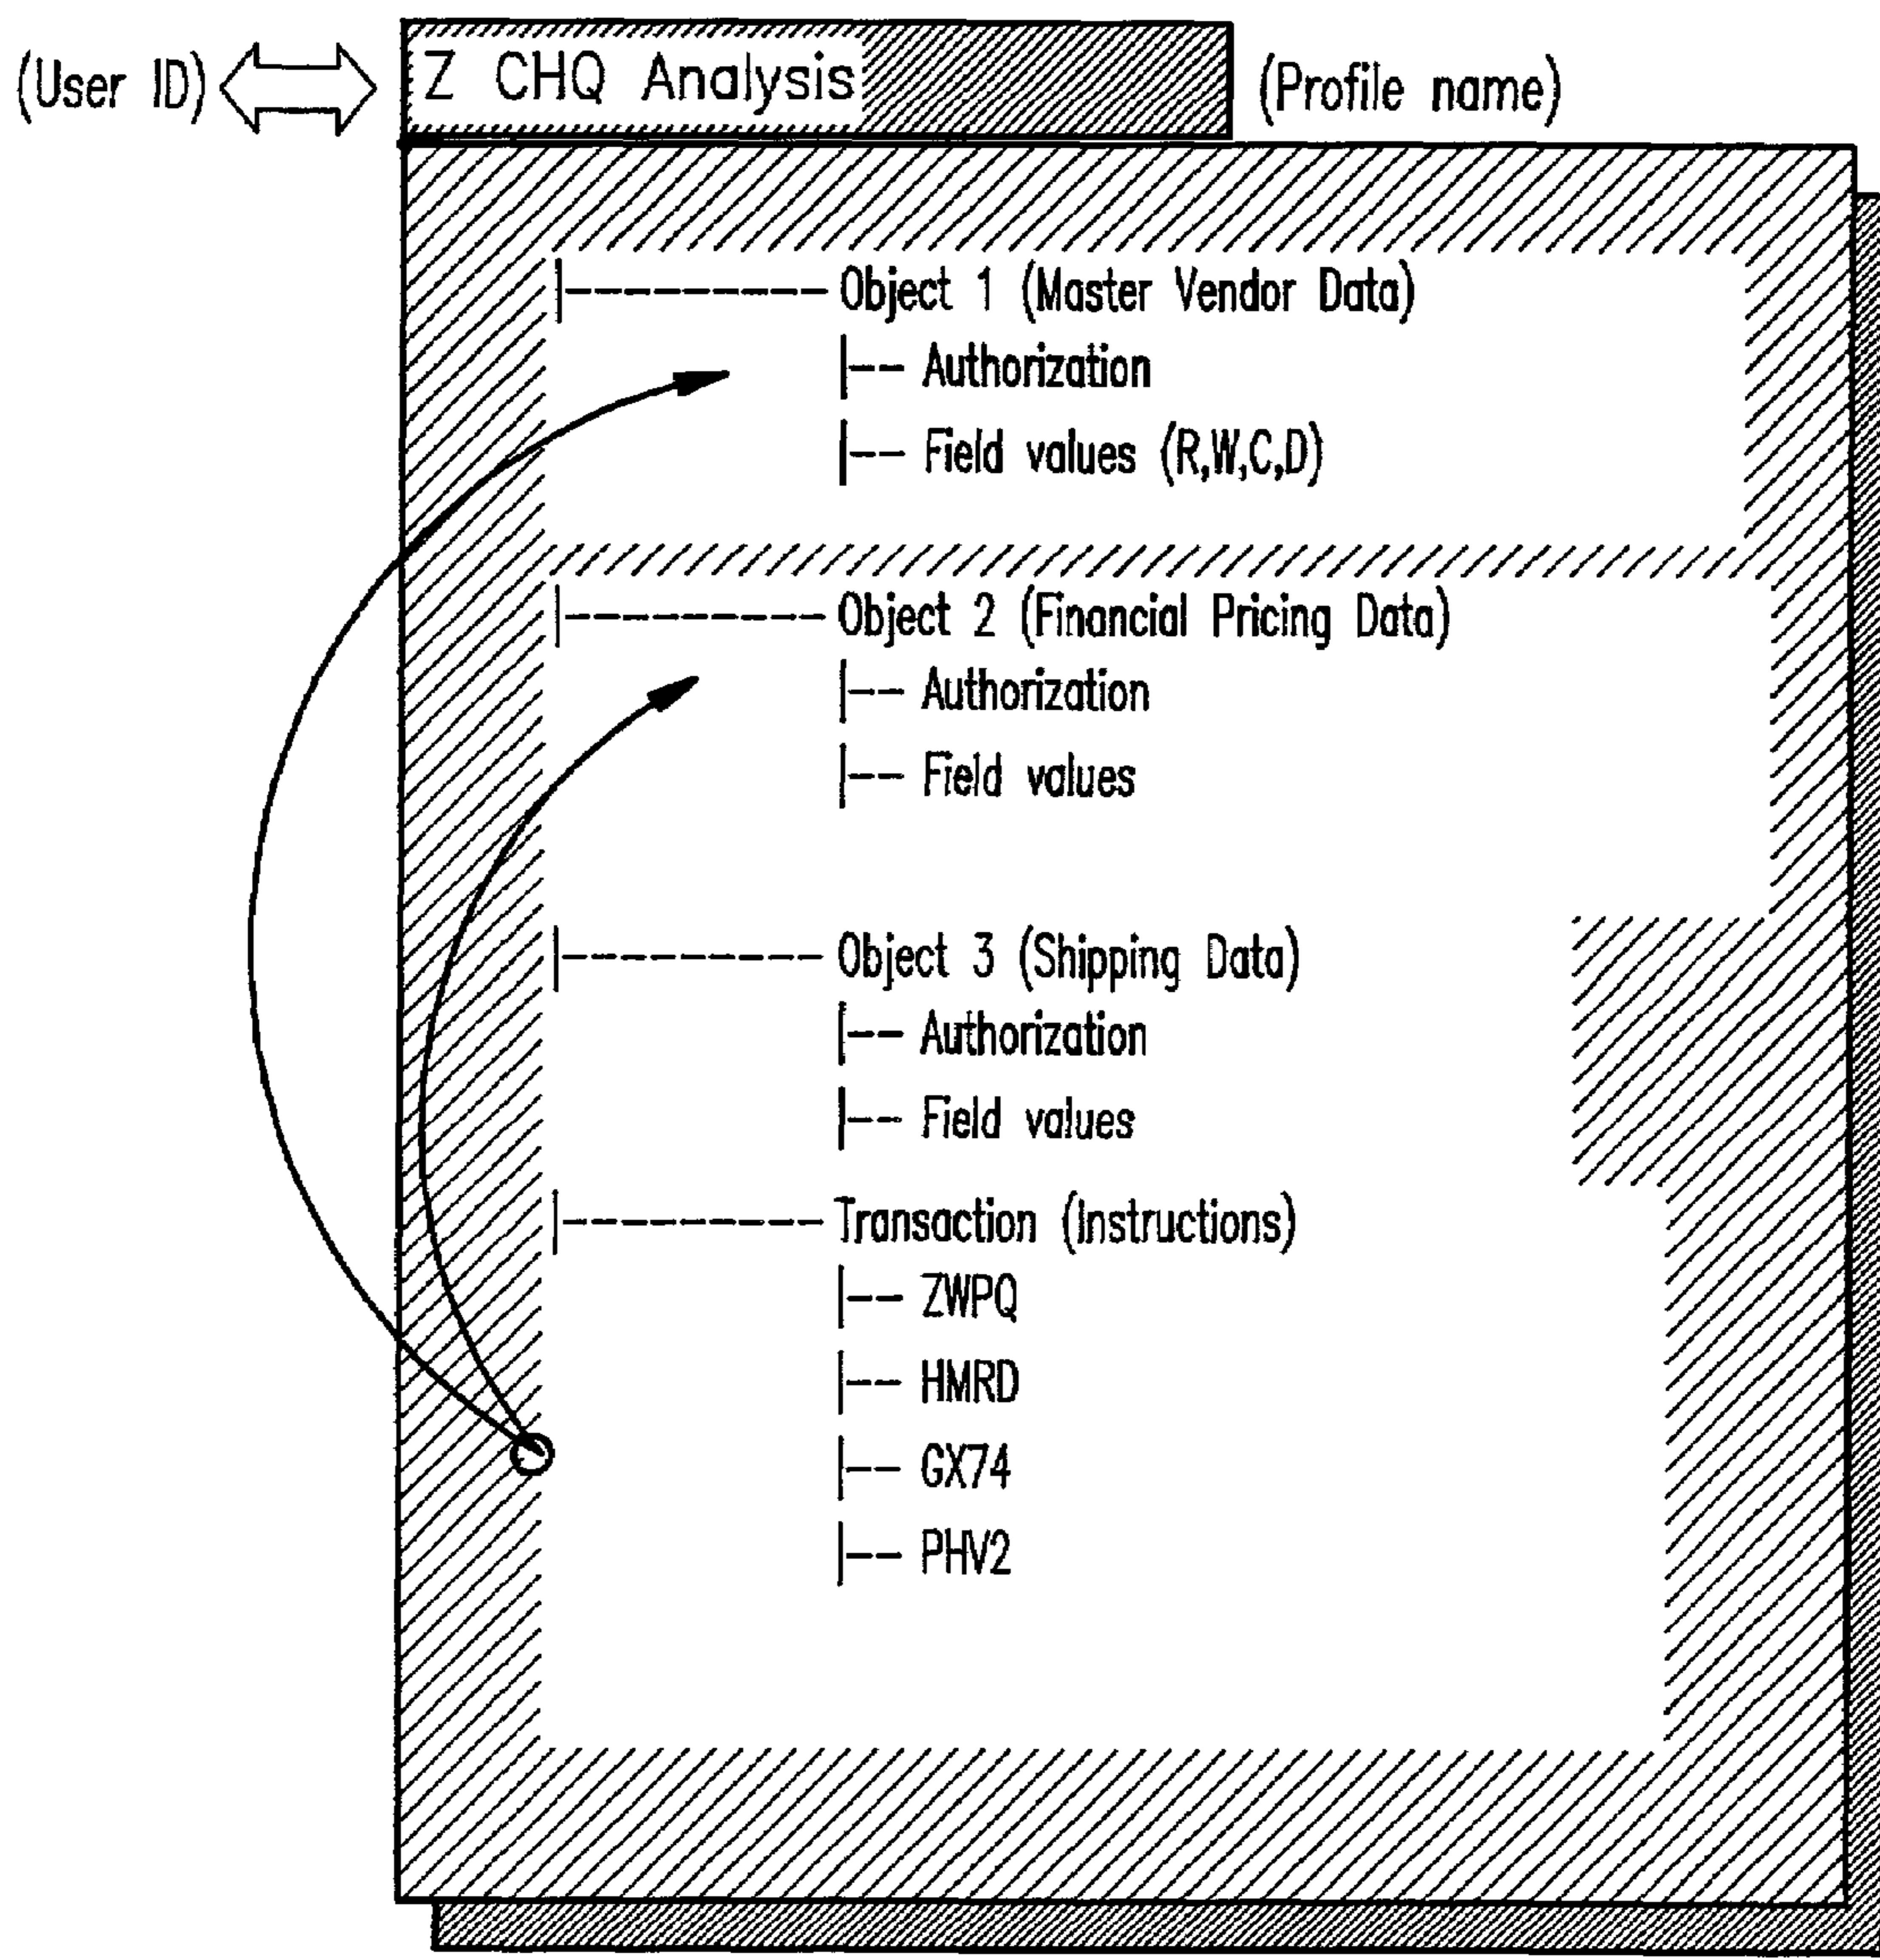 (User ID) Z CHQ Analysis (Profile name)
Object 1 (Master Vendor Data)
Authorization
Field values (R,W,C,D)
Object 2 (Financial Pricing Data)
Authorization
Field values
Object 3 (Shipping Data)
Authorization
Field values
Transaction (Instructions)
ZWPQ
HMRD
GX74
PHV2